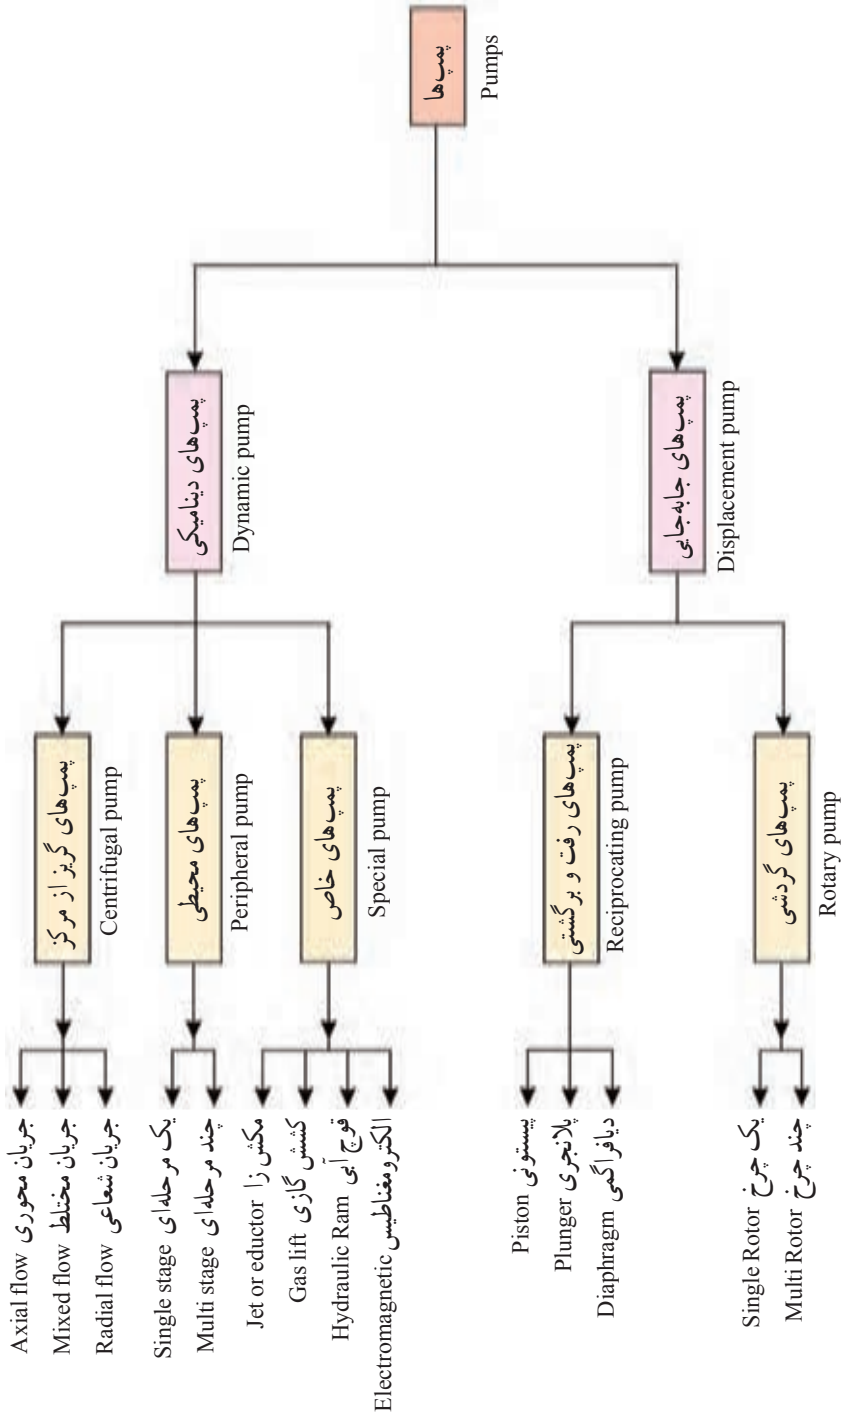 پمپ‌ها
Pumps
پمپ‌های دینامیکی
Dynamic pump
پمپ‌های جابه‌جایی
Displacement pump
پمپ‌های گریز از مرکز
Centrifugal pump
پمپ‌های محیطی
Peripheral pump
پمپ‌های خاص
Special pump
پمپ‌های رفت و برگشتی
Reciprocating pump
پمپ‌های گردشی
Rotary pump
Axial flow جریان محوری
Mixed flow جریان مختلط
Radial flow جریان شعاعی
Single stage یک مرحله‌ای
Multi stage چند مرحله‌ای
Jet or eductor مکش زا
Gas lift کشش گازی
Hydraulic Ram قوچ آبی
Electromagnetic الکترومغناطیس
Piston پیستونی
Plunger پلانجری
Diaphragm دیافراگمی
Single Rotor یک چرخ
Multi Rotor چند چرخ